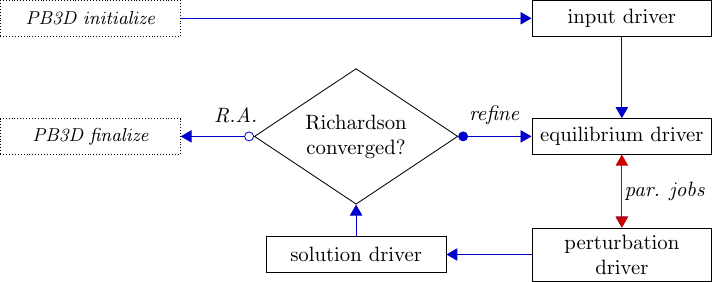 PB3D initialize
input driver
R.A.
refine
PB3D finalize
Richardson
converged?
equilibrium driver
par. jobs
solution driver
perturbation
driver